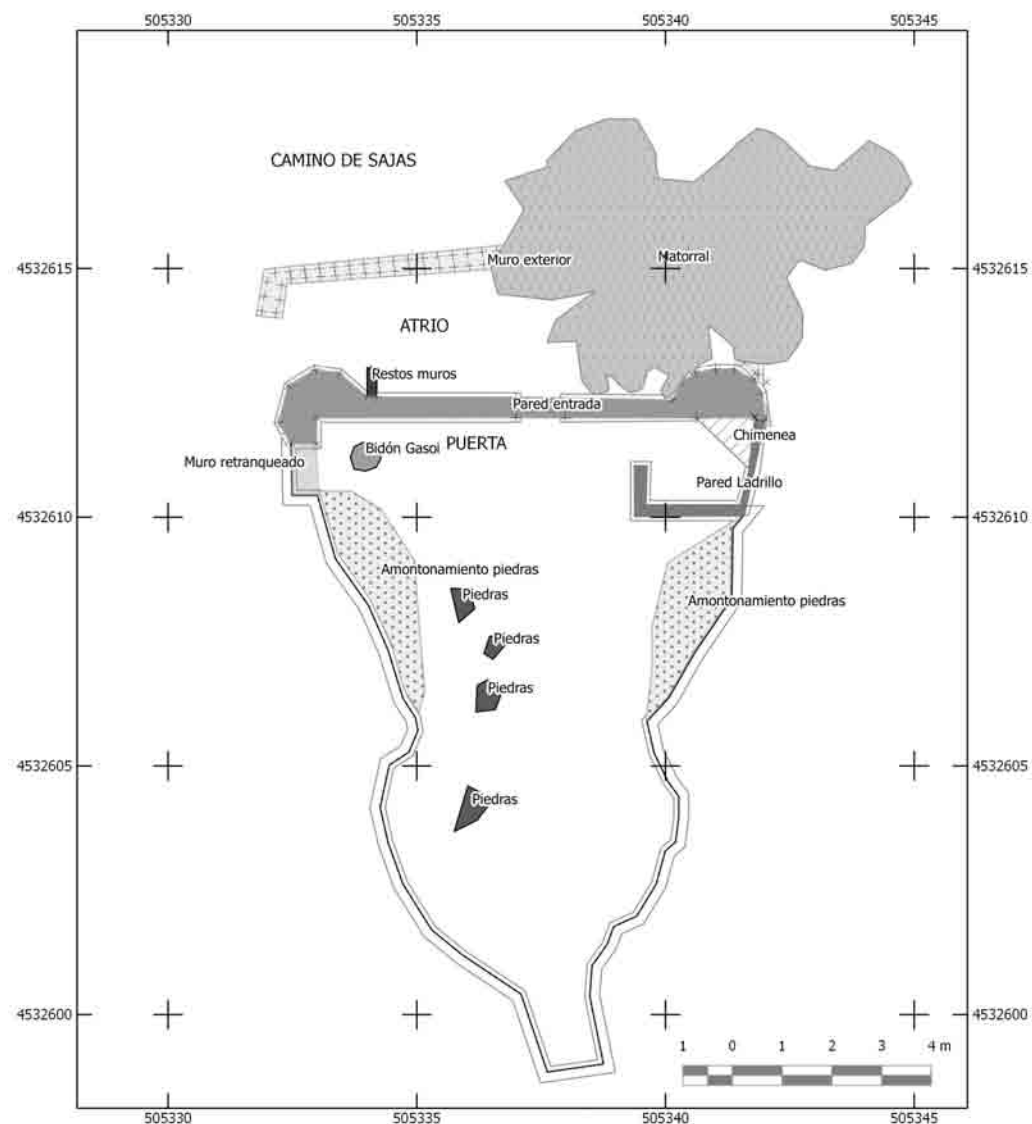 505330 505335 505340 505345
CAMINO DE SAJAS
4532615 Muro exterior Matorral 4532615
ATRIO
Restos muros
Pared entrada
Chimenea
PUERTA
Bidón Gasoi
Muro retranqueado
Pared Ladrillo
4532610 4532610
Amontonamiento piedras
Piedras
Amontonamiento piedras
Piedras
Piedras
4532605 4532605
Piedras
4532600 4532600
1 0 1 2 3 4 m
505330 505335 505340 505345